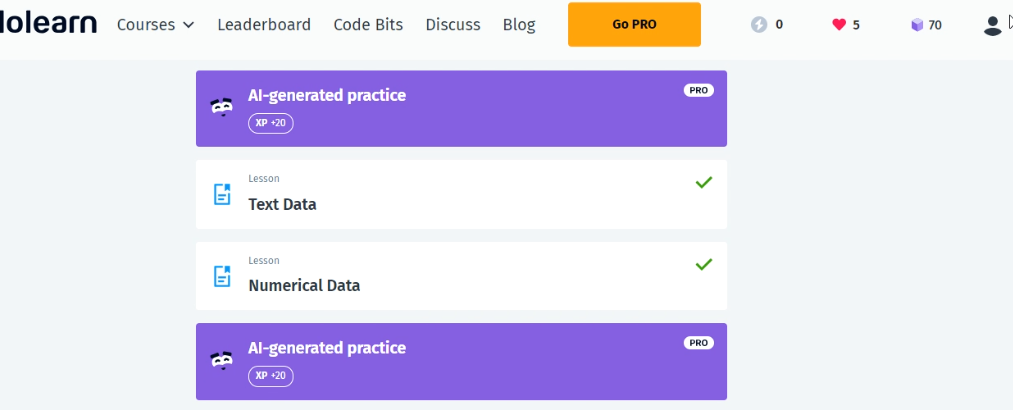 lolearn Courses Leaderboard Code Bits Discuss Blog Go PRO 0 5 70
AI-generated practice PRO
XP +20
Lesson
Text Data
Lesson
Numerical Data
AI-generated practice PRO
XP +20